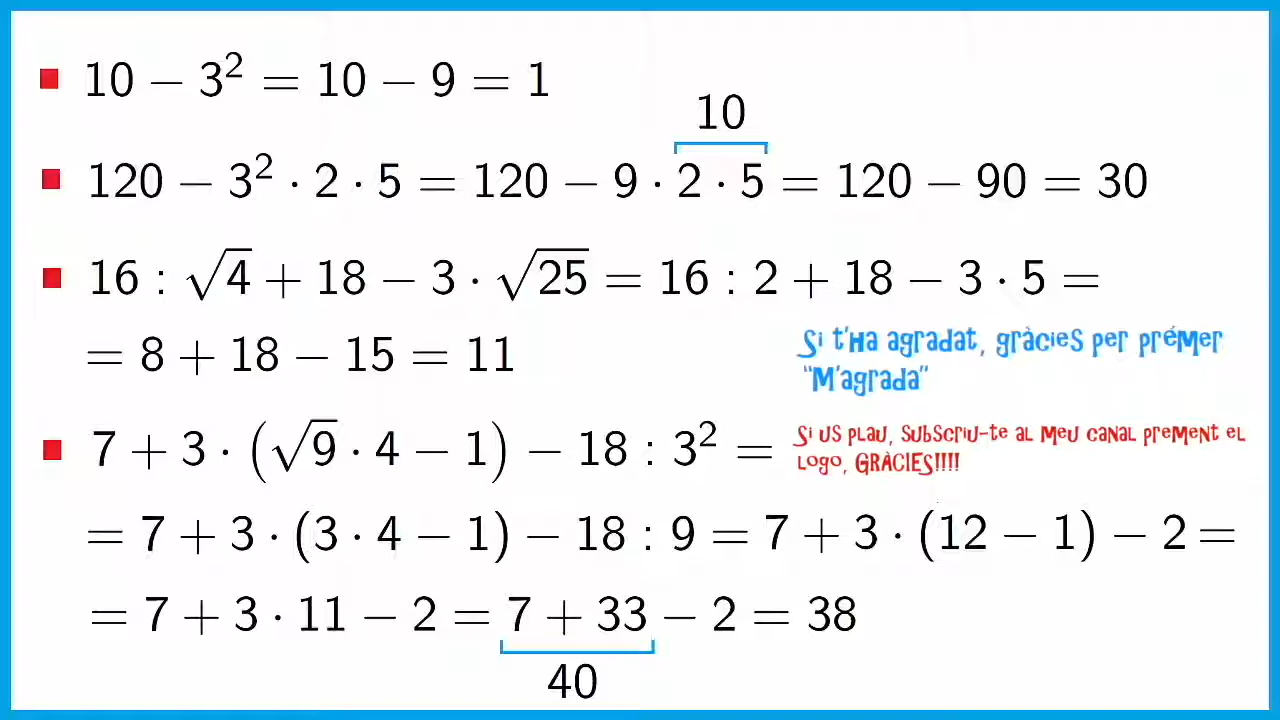 10 − 3² = 10 − 9 = 1
10
120 − 3² · 2 · 5 = 120 − 9 · 2 · 5 = 120 − 90 = 30
16 : √4 + 18 − 3 · √25 = 16 : 2 + 18 − 3 · 5 =
= 8 + 18 − 15 = 11
Si t'ha agradat, gràcies per prémer
"M'agrada"
7 + 3 · (√9 · 4 − 1) − 18 : 3² =
Si us plau, subscriu-te al meu canal prement el
logo, GRÀCIES!!!!
= 7 + 3 · (3 · 4 − 1) − 18 : 9 = 7 + 3 · (12 − 1) − 2 =
= 7 + 3 · 11 − 2 = 7 + 33 − 2 = 38
40